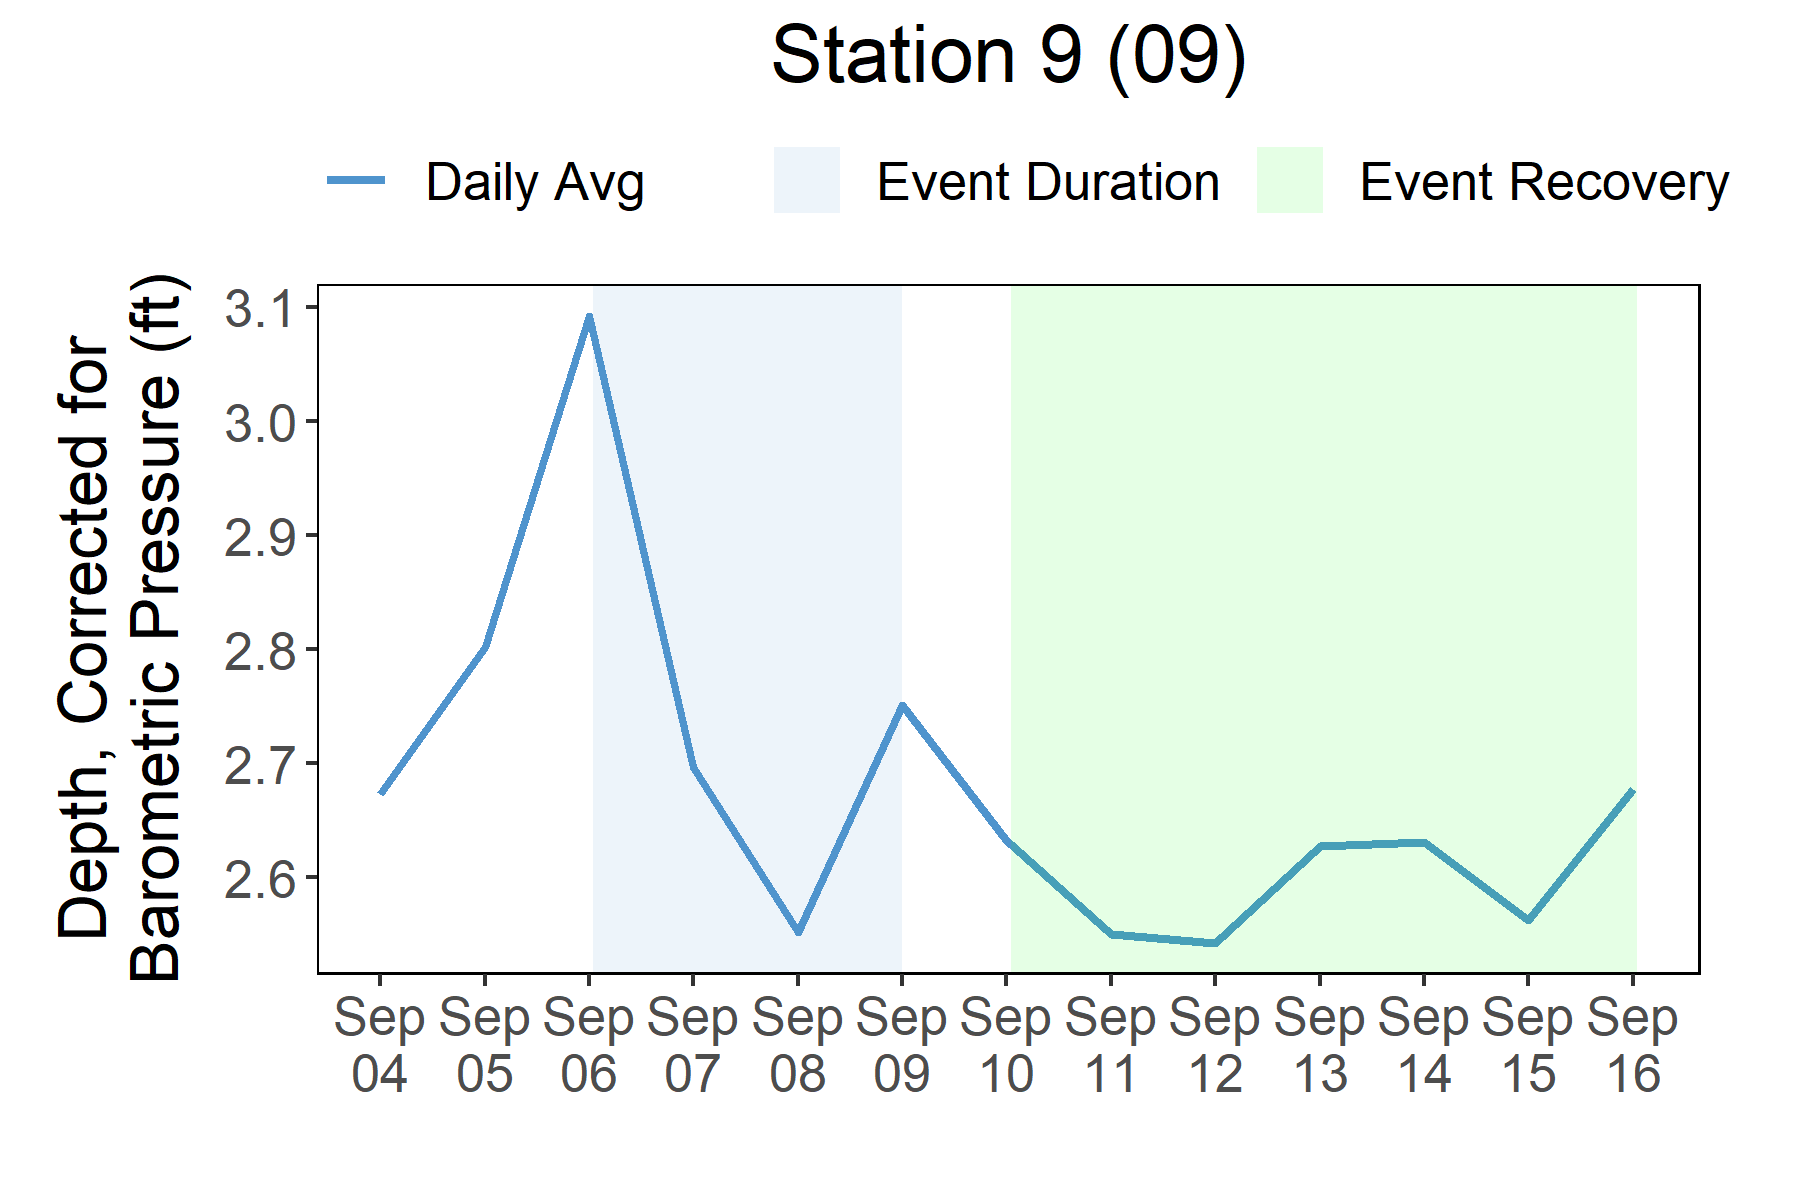 Station 9 (09)
Daily Avg
Event Duration
Event Recovery
Depth, Corrected for
Barometric Pressure (ft)
3.1
3.0
2.9
2.8
2.7
2.6
Sep 04
Sep 05
Sep 06
Sep 07
Sep 08
Sep 09
Sep 10
Sep 11
Sep 12
Sep 13
Sep 14
Sep 15
Sep 16